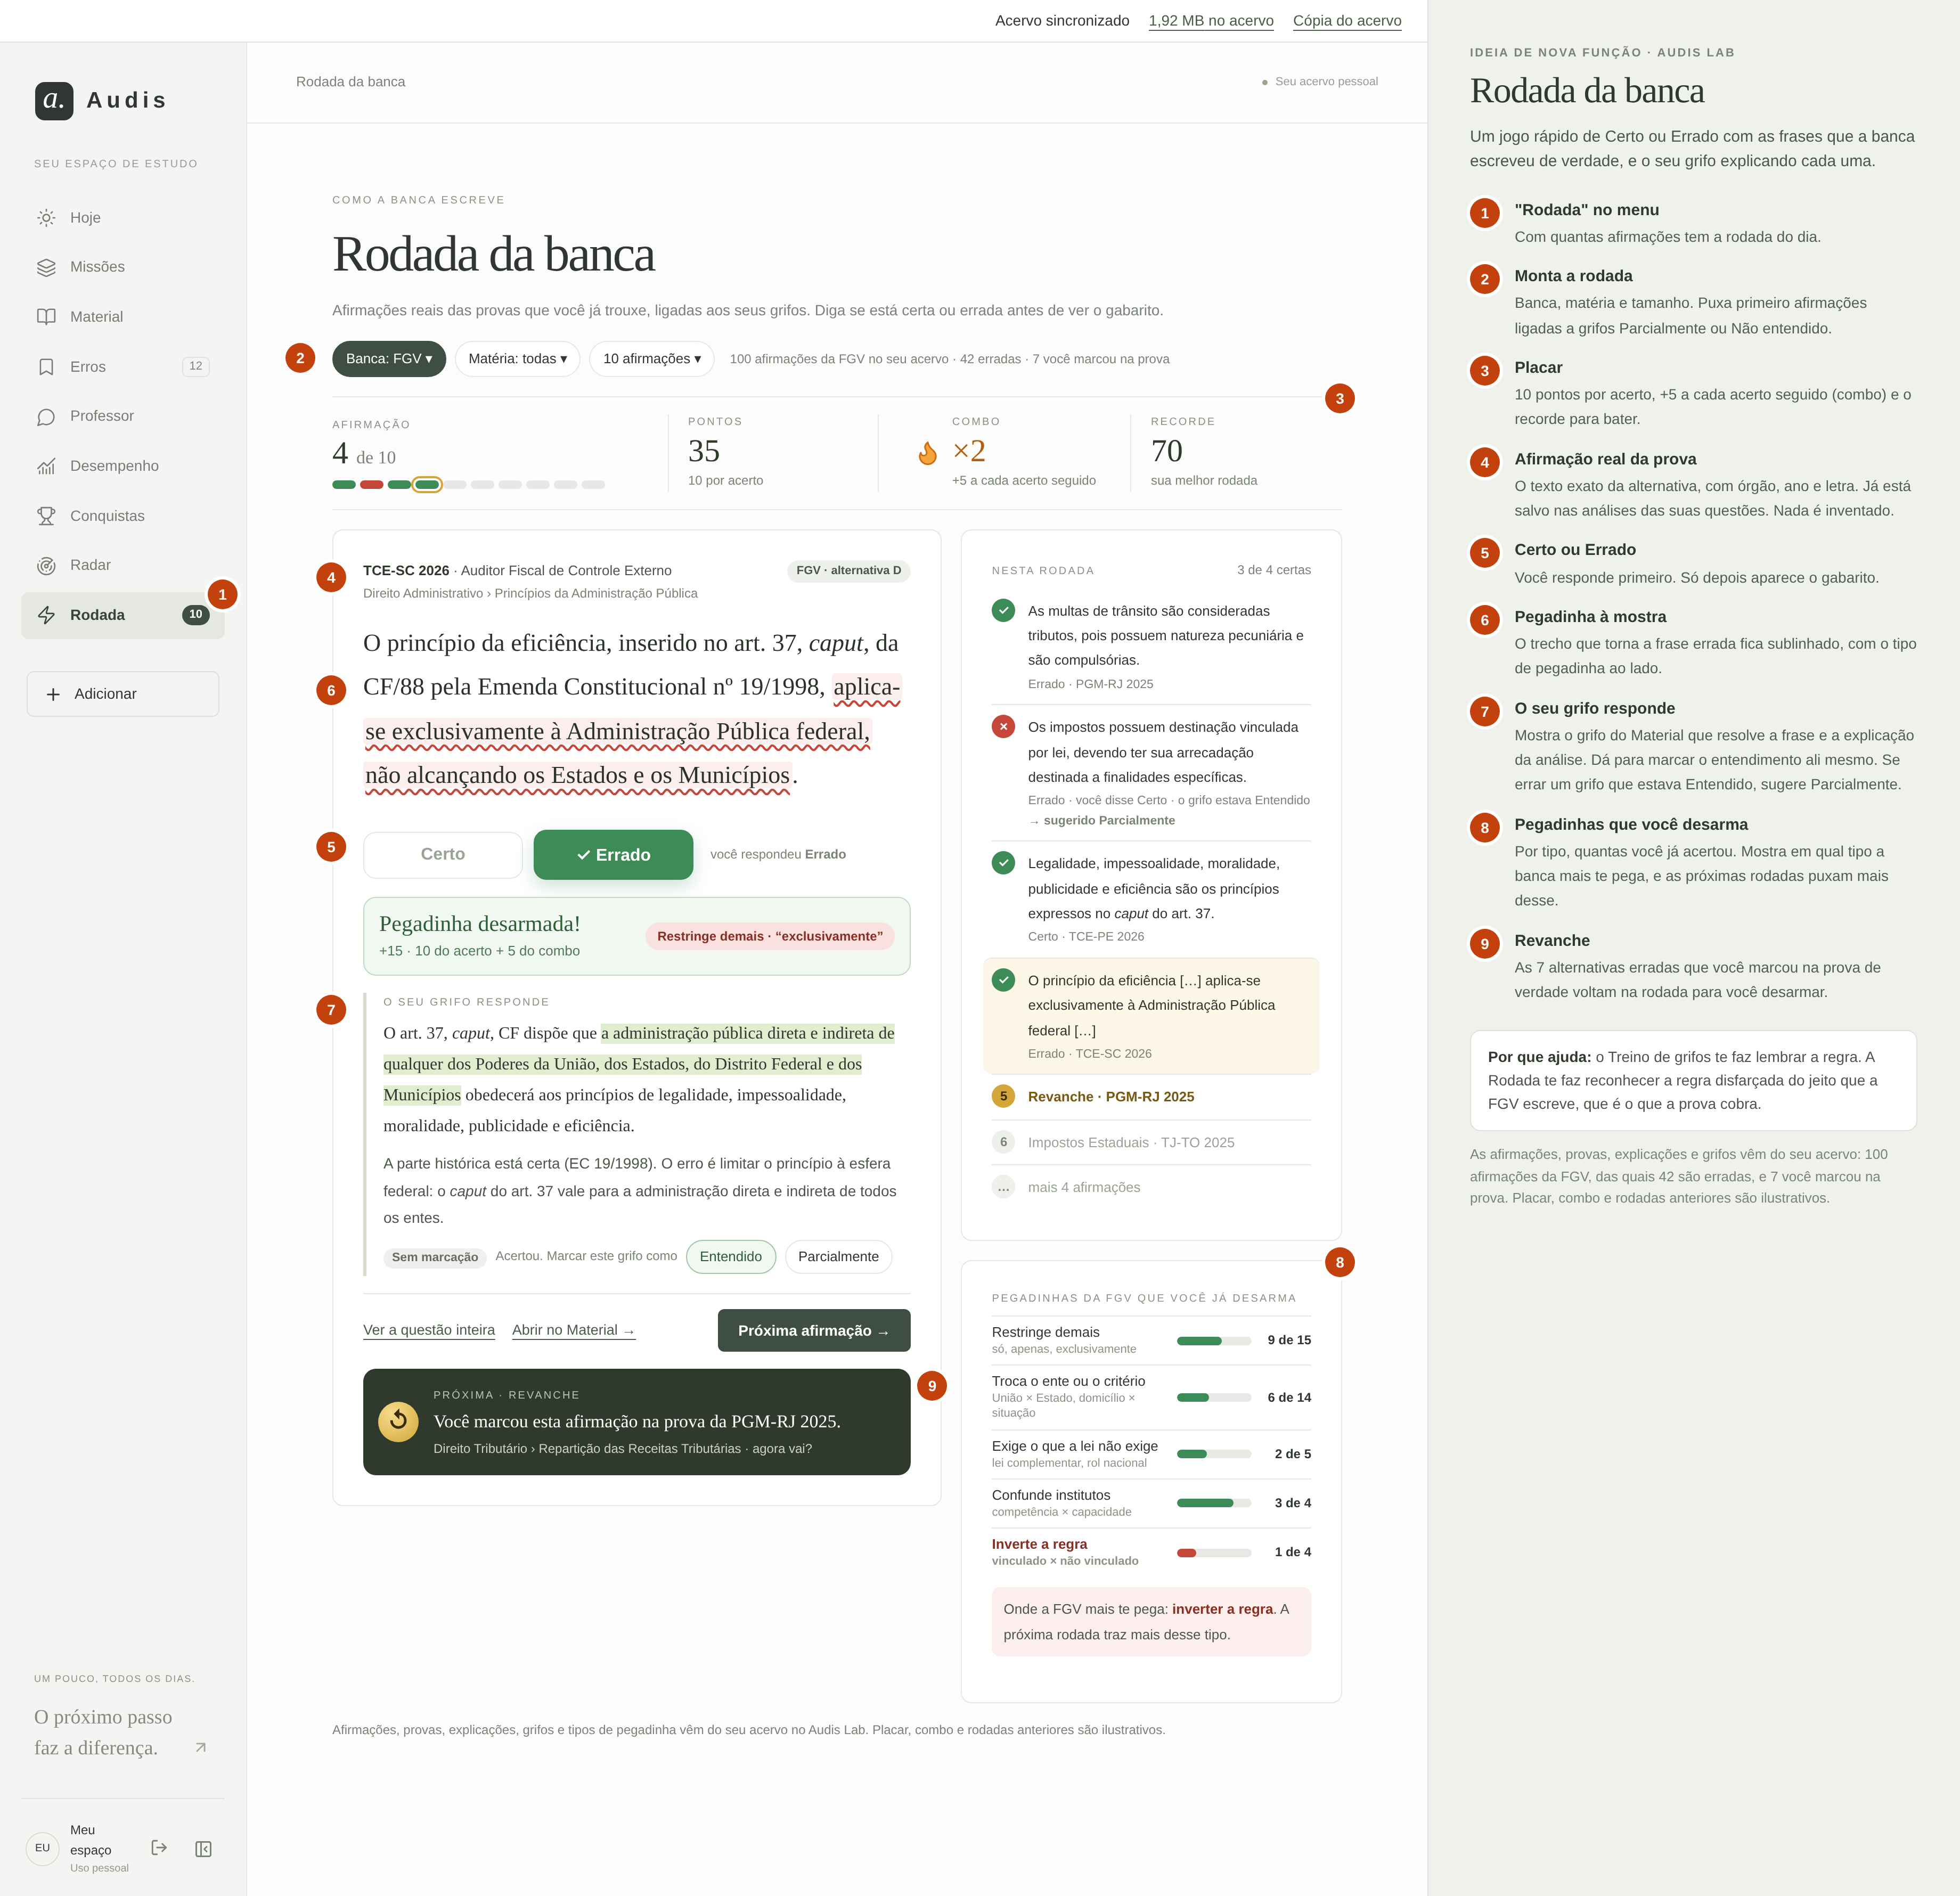 Acervo sincronizado 1,92 MB no acervo Cópia do acervo
a. Audis
SEU ESPAÇO DE ESTUDO
Hoje
Missões
Material
Erros 12
Professor
Desempenho
Conquistas
Radar
1
Rodada 10
Adicionar
UM POUCO, TODOS OS DIAS.
O próximo passo
faz a diferença.
EU
Meu
espaço
Uso pessoal
Rodada da banca
Seu acervo pessoal
COMO A BANCA ESCREVE
Rodada da banca
Afirmações reais das provas que você já trouxe, ligadas aos seus grifos. Diga se está certa ou errada antes de ver o gabarito.
2 Banca: FGV ▾ Matéria: todas ▾ 10 afirmações ▾ 100 afirmações da FGV no seu acervo · 42 erradas · 7 você marcou na prova
3
AFIRMAÇÃO
4 de 10
PONTOS
35
10 por acerto
COMBO
×2
+5 a cada acerto seguido
RECORDE
70
sua melhor rodada
4
TCE-SC 2026 · Auditor Fiscal de Controle Externo FGV · alternativa D
Direito Administrativo › Princípios da Administração Pública
O princípio da eficiência, inserido no art. 37, caput, da
6
CF/88 pela Emenda Constitucional nº 19/1998, aplica-
se exclusivamente à Administração Pública federal,
não alcançando os Estados e os Municípios.
5
Certo Errado você respondeu Errado
Pegadinha desarmada!
+15 · 10 do acerto + 5 do combo
Restringe demais · “exclusivamente”
7
O SEU GRIFO RESPONDE
O art. 37, caput, CF dispõe que a administração pública direta e indireta de
qualquer dos Poderes da União, dos Estados, do Distrito Federal e dos
Municípios obedecerá aos princípios de legalidade, impessoalidade,
moralidade, publicidade e eficiência.
A parte histórica está certa (EC 19/1998). O erro é limitar o princípio à esfera
federal: o caput do art. 37 vale para a administração direta e indireta de todos
os entes.
Sem marcação Acertou. Marcar este grifo como Entendido Parcialmente
Ver a questão inteira Abrir no Material → Próxima afirmação →
9
PRÓXIMA · REVANCHE
Você marcou esta afirmação na prova da PGM-RJ 2025.
Direito Tributário › Repartição das Receitas Tributárias · agora vai?
NESTA RODADA 3 de 4 certas
As multas de trânsito são consideradas
tributos, pois possuem natureza pecuniária e
são compulsórias.
Errado · PGM-RJ 2025
Os impostos possuem destinação vinculada
por lei, devendo ter sua arrecadação
destinada a finalidades específicas.
Errado · você disse Certo · o grifo estava Entendido
→ sugerido Parcialmente
Legalidade, impessoalidade, moralidade,
publicidade e eficiência são os princípios
expressos no caput do art. 37.
Certo · TCE-PE 2026
O princípio da eficiência […] aplica-se
exclusivamente à Administração Pública
federal […]
Errado · TCE-SC 2026
5 Revanche · PGM-RJ 2025
6 Impostos Estaduais · TJ-TO 2025
… mais 4 afirmações
8
PEGADINHAS DA FGV QUE VOCÊ JÁ DESARMA
Restringe demais
só, apenas, exclusivamente
9 de 15
Troca o ente ou o critério
União × Estado, domicílio ×
situação
6 de 14
Exige o que a lei não exige
lei complementar, rol nacional
2 de 5
Confunde institutos
competência × capacidade
3 de 4
Inverte a regra
vinculado × não vinculado
1 de 4
Onde a FGV mais te pega: inverter a regra. A
próxima rodada traz mais desse tipo.
Afirmações, provas, explicações, grifos e tipos de pegadinha vêm do seu acervo no Audis Lab. Placar, combo e rodadas anteriores são ilustrativos.
IDEIA DE NOVA FUNÇÃO · AUDIS LAB
Rodada da banca
Um jogo rápido de Certo ou Errado com as frases que a banca
escreveu de verdade, e o seu grifo explicando cada uma.
1 "Rodada" no menu
Com quantas afirmações tem a rodada do dia.
2 Monta a rodada
Banca, matéria e tamanho. Puxa primeiro afirmações
ligadas a grifos Parcialmente ou Não entendido.
3 Placar
10 pontos por acerto, +5 a cada acerto seguido (combo) e o
recorde para bater.
4 Afirmação real da prova
O texto exato da alternativa, com órgão, ano e letra. Já está
salvo nas análises das suas questões. Nada é inventado.
5 Certo ou Errado
Você responde primeiro. Só depois aparece o gabarito.
6 Pegadinha à mostra
O trecho que torna a frase errada fica sublinhado, com o tipo
de pegadinha ao lado.
7 O seu grifo responde
Mostra o grifo do Material que resolve a frase e a explicação
da análise. Dá para marcar o entendimento ali mesmo. Se
errar um grifo que estava Entendido, sugere Parcialmente.
8 Pegadinhas que você desarma
Por tipo, quantas você já acertou. Mostra em qual tipo a
banca mais te pega, e as próximas rodadas puxam mais
desse.
9 Revanche
As 7 alternativas erradas que você marcou na prova de
verdade voltam na rodada para você desarmar.
Por que ajuda: o Treino de grifos te faz lembrar a regra. A
Rodada te faz reconhecer a regra disfarçada do jeito que a
FGV escreve, que é o que a prova cobra.
As afirmações, provas, explicações e grifos vêm do seu acervo: 100
afirmações da FGV, das quais 42 são erradas, e 7 você marcou na
prova. Placar, combo e rodadas anteriores são ilustrativos.